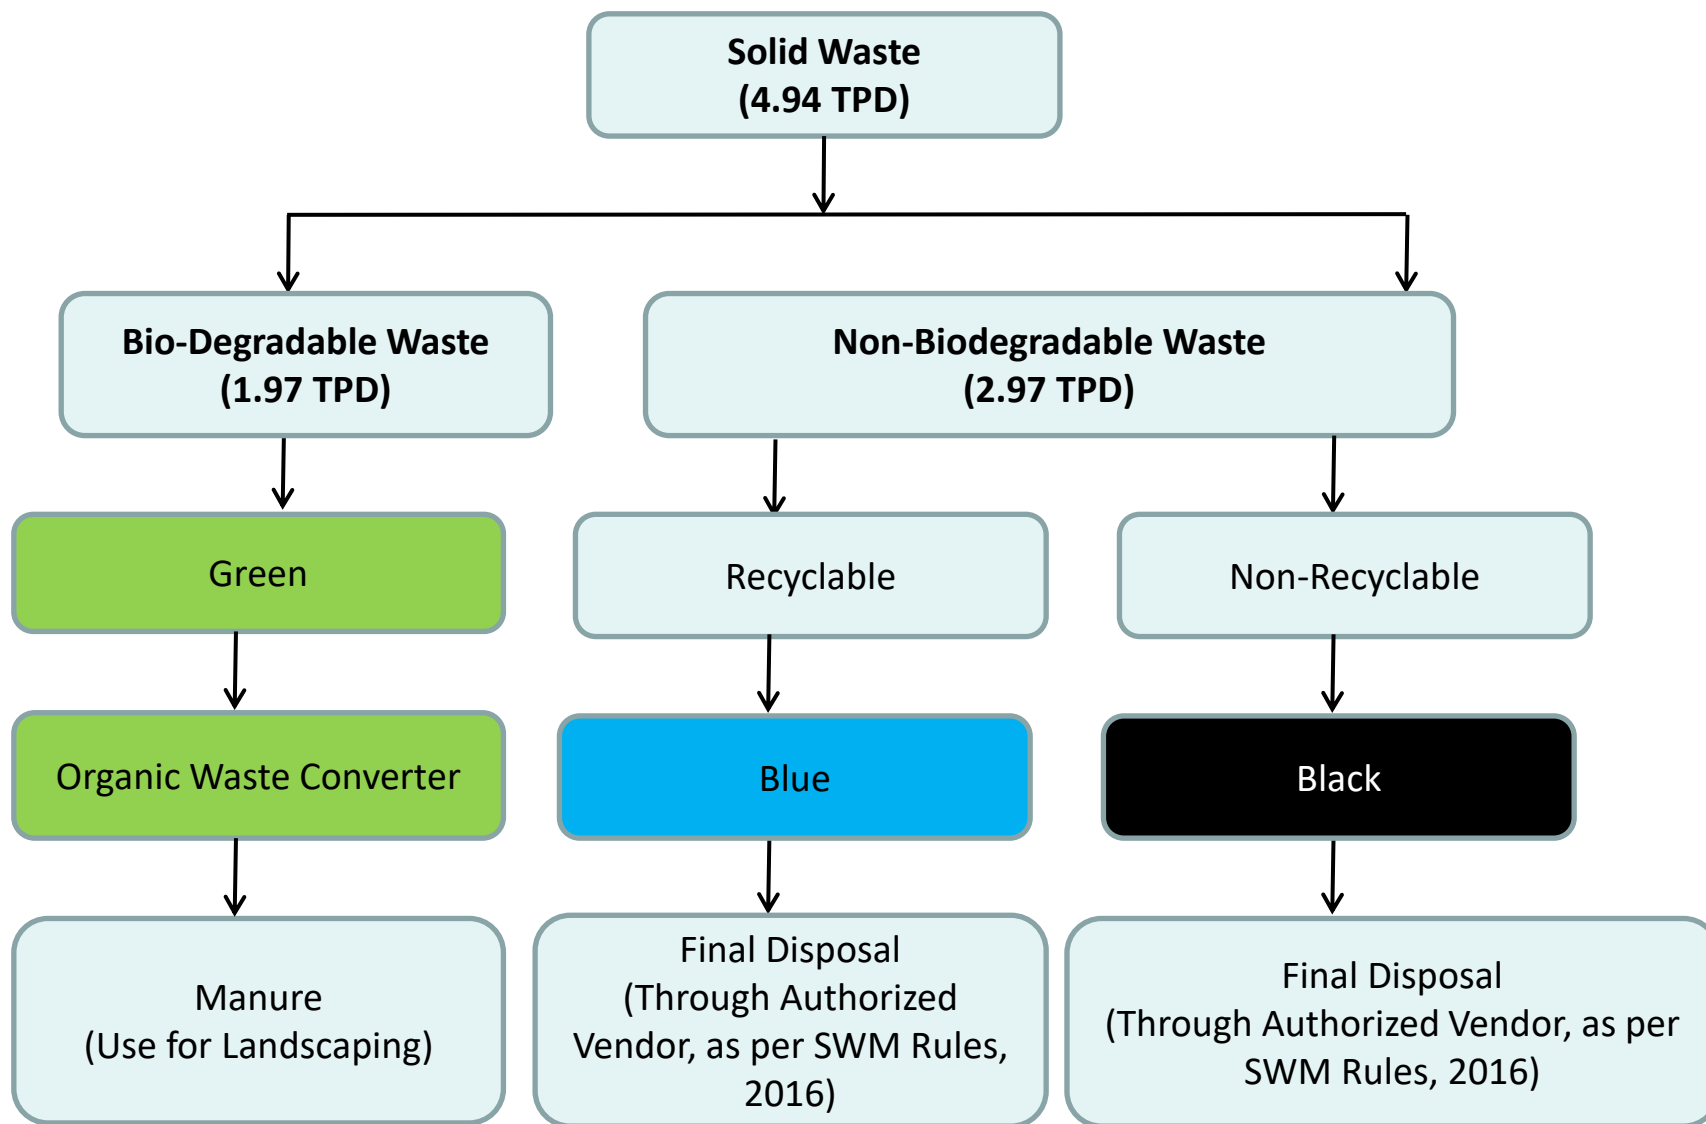 Solid Waste
(4.94 TPD)
Bio-Degradable Waste
(1.97 TPD)
Non-Biodegradable Waste
(2.97 TPD)
Green
Recyclable
Non-Recyclable
Organic Waste Converter
Blue
Black
Manure
(Use for Landscaping)
Final Disposal
(Through Authorized
Vendor, as per SWM Rules,
2016)
Final Disposal
(Through Authorized Vendor, as per
SWM Rules, 2016)